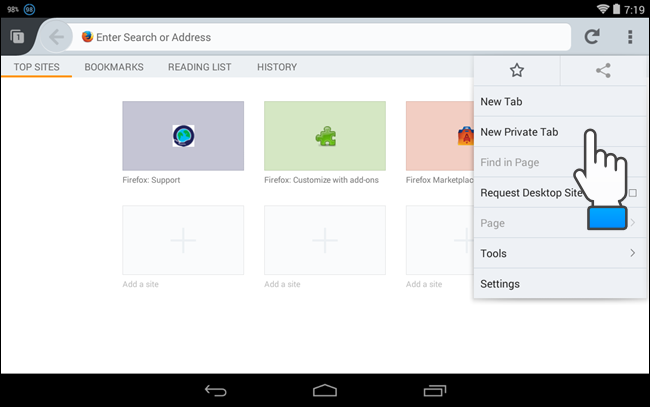 98% 98 7:19
1 Enter Search or Address
TOP SITES BOOKMARKS READING LIST HISTORY
New Tab
New Private Tab
Find in Page
Request Desktop Site
Page
Tools
Settings
Firefox: Support Firefox: Customize with add-ons Firefox Marketplac
Add a site Add a site Add a site